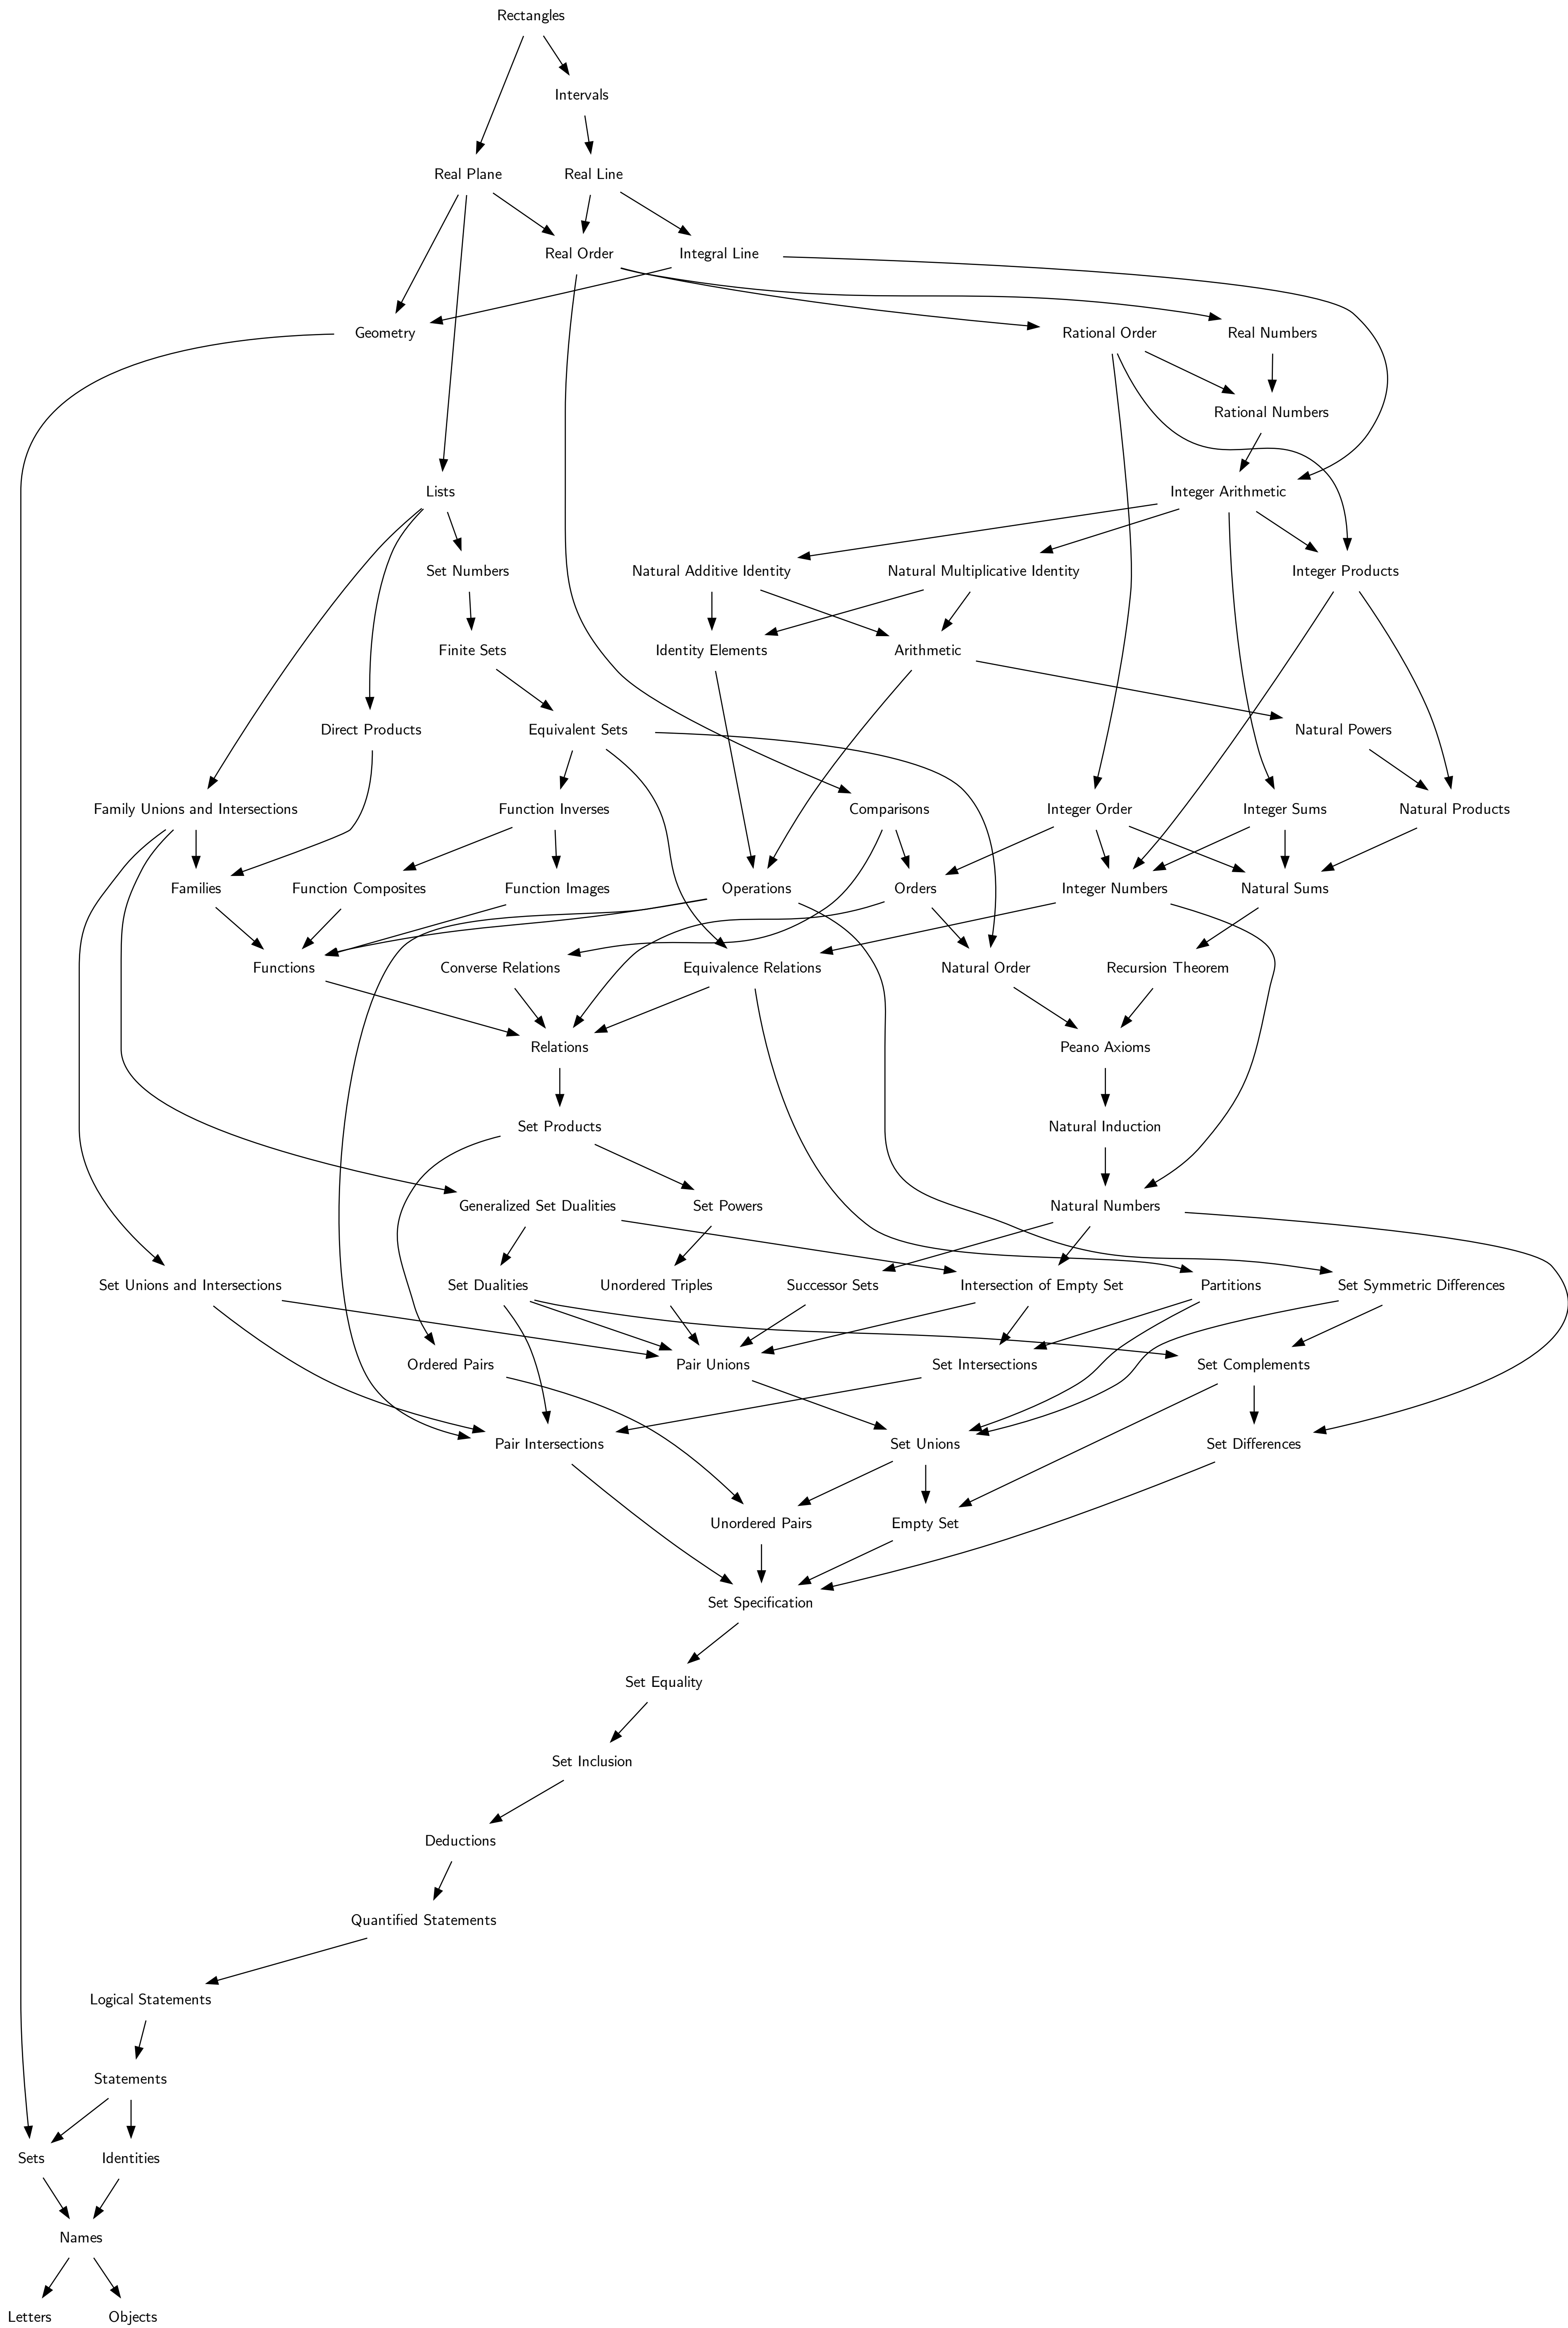 Rectangles
Intervals
Real Plane
Real Line
Real Order
Integral Line
Geometry
Rational Order
Real Numbers
Rational Numbers
Lists
Integer Arithmetic
Set Numbers
Natural Additive Identity
Natural Multiplicative Identity
Integer Products
Finite Sets
Identity Elements
Arithmetic
Direct Products
Equivalent Sets
Natural Powers
Family Unions and Intersections
Function Inverses
Comparisons
Integer Order
Integer Sums
Natural Products
Families
Function Composites
Function Images
Operations
Orders
Integer Numbers
Natural Sums
Functions
Converse Relations
Equivalence Relations
Natural Order
Recursion Theorem
Relations
Peano Axioms
Set Products
Natural Induction
Generalized Set Dualities
Set Powers
Natural Numbers
Set Unions and Intersections
Set Dualities
Unordered Triples
Successor Sets
Intersection of Empty Set
Partitions
Set Symmetric Differences
Ordered Pairs
Pair Unions
Set Intersections
Set Complements
Pair Intersections
Set Unions
Set Differences
Unordered Pairs
Empty Set
Set Specification
Set Equality
Set Inclusion
Deductions
Quantified Statements
Logical Statements
Statements
Sets
Identities
Names
Letters
Objects